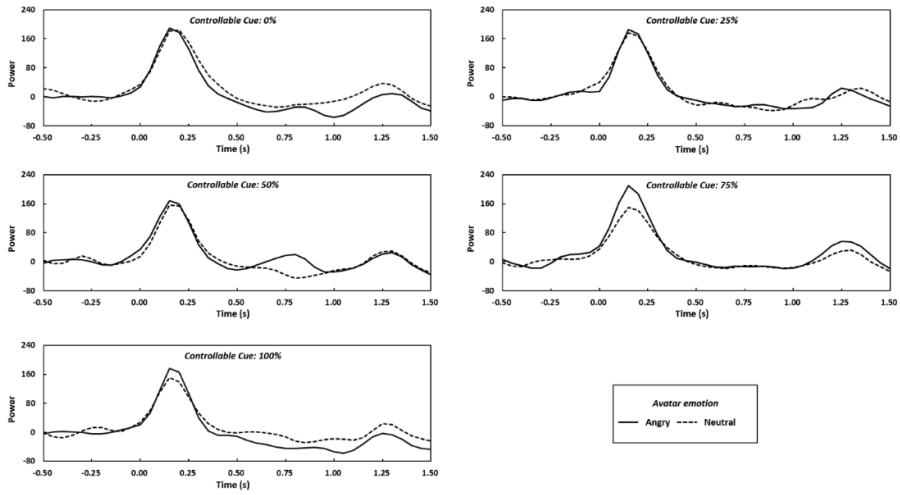 Controllable Cue: 0%
Power
240
160
80
0
-80
-0.50 -0.25 0.00 0.25 0.50 0.75 1.00 1.25 1.50
Time (s)
Controllable Cue: 25%
Power
240
160
80
0
-80
-0.50 -0.25 0.00 0.25 0.50 0.75 1.00 1.25 1.50
Time (s)
Controllable Cue: 50%
Power
240
160
80
0
-80
-0.50 -0.25 0.00 0.25 0.50 0.75 1.00 1.25 1.50
Time (s)
Controllable Cue: 75%
Power
240
160
80
0
-80
-0.50 -0.25 0.00 0.25 0.50 0.75 1.00 1.25 1.50
Time (s)
Controllable Cue: 100%
Power
240
160
80
0
-80
-0.50 -0.25 0.00 0.25 0.50 0.75 1.00 1.25 1.50
Time (s)
Avatar emotion
Angry Neutral